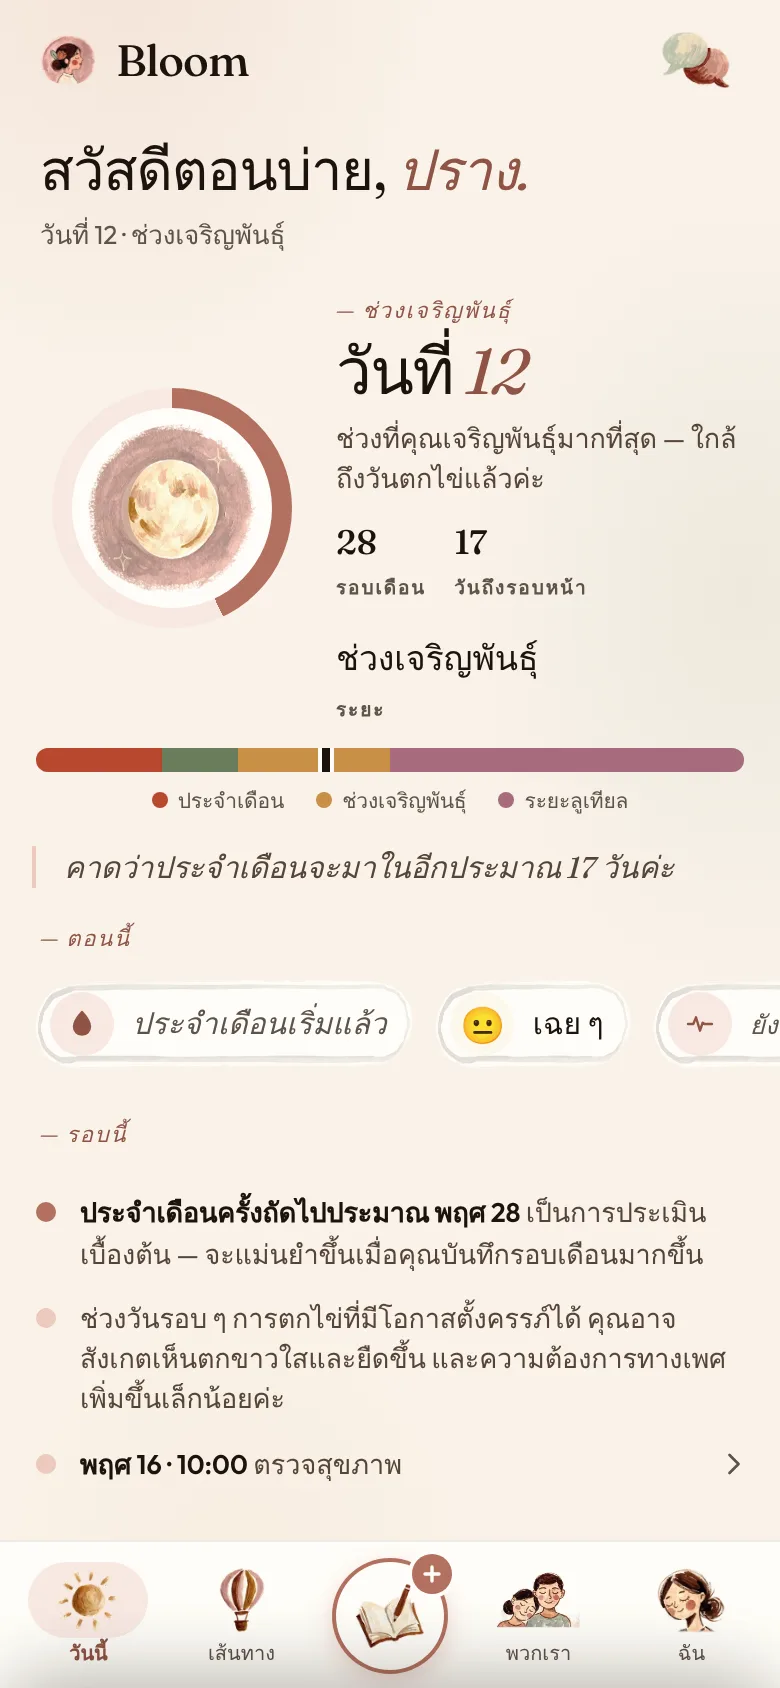 Bloom
สวัสดีตอนบ่าย, ปราง.
วันที่ 12 · ช่วงเจริญพันธุ์
— ช่วงเจริญพันธุ์
วันที่ 12
ช่วงที่คุณเจริญพันธุ์มากที่สุด — ใกล้
ถึงวันตกไข่แล้วค่ะ
28 17
รอบเดือน วันถึงรอบหน้า
ช่วงเจริญพันธุ์
ระยะ
ประจำเดือน ช่วงเจริญพันธุ์ ระยะลูเทียล
คาดว่าประจำเดือนจะมาในอีกประมาณ 17 วันค่ะ
— ตอนนี้
ประจำเดือนเริ่มแล้ว เฉย ๆ ยัง
— รอบนี้
ประจำเดือนครั้งถัดไปประมาณ พฤศ 28 เป็นการประเมิน
เบื้องต้น — จะแม่นยำขึ้นเมื่อคุณบันทึกรอบเดือนมากขึ้น
ช่วงวันรอบ ๆ การตกไข่ที่มีโอกาสตั้งครรภ์ได้ คุณอาจ
สังเกตเห็นตกขาวใสและยืดขึ้น และความต้องการทางเพศ
เพิ่มขึ้นเล็กน้อยค่ะ
พฤศ 16 · 10:00 ตรวจสุขภาพ
วันนี้ เส้นทาง พวกเรา ฉัน